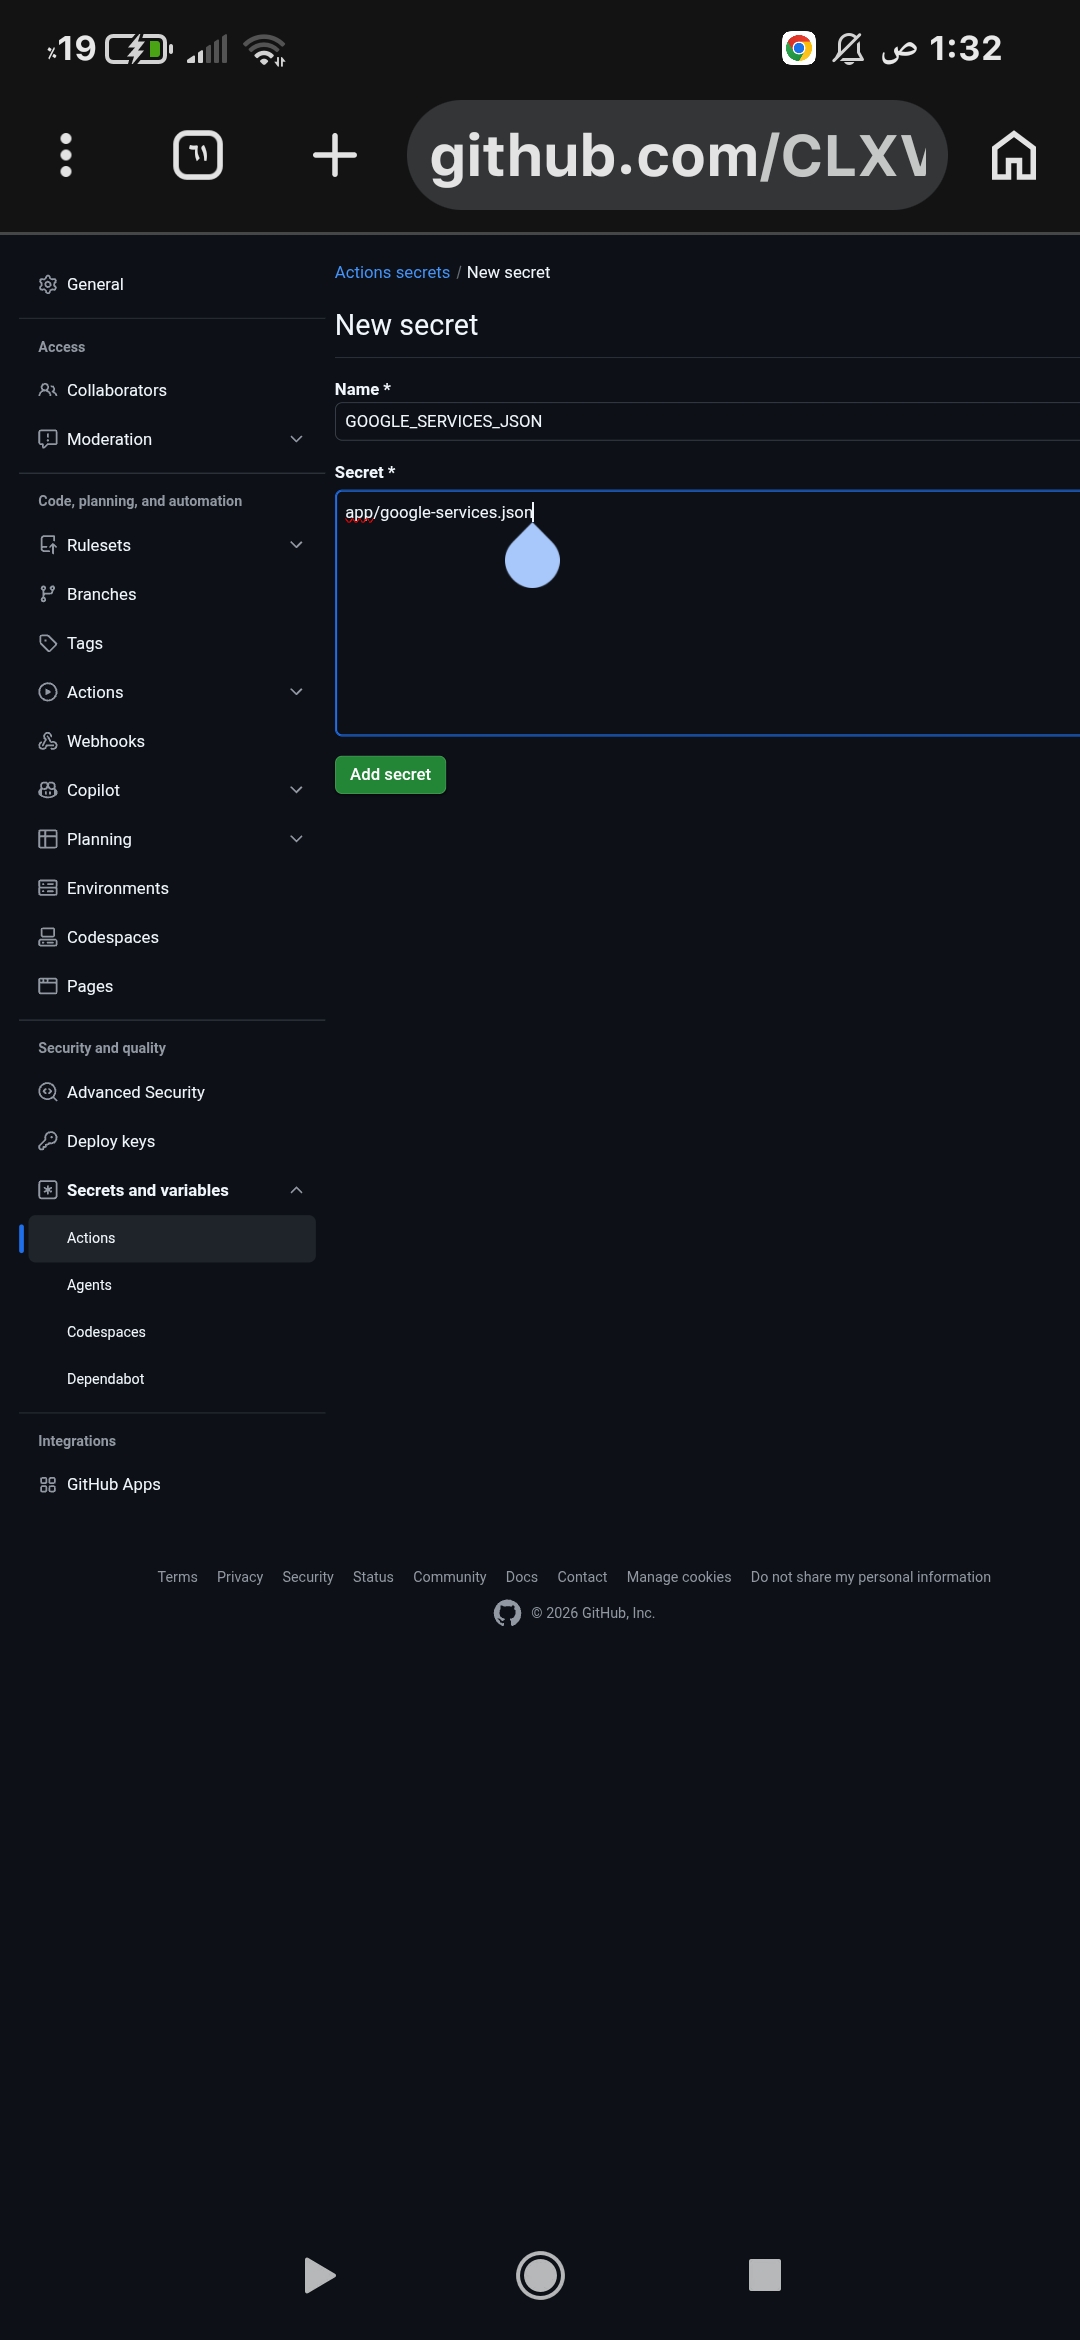 ٪19
ص 1:32
٦١
github.com/CLXV
General
Access
Collaborators
Moderation
Code, planning, and automation
Rulesets
Branches
Tags
Actions
Webhooks
Copilot
Planning
Environments
Codespaces
Pages
Security and quality
Advanced Security
Deploy keys
Secrets and variables
Actions
Agents
Codespaces
Dependabot
Integrations
GitHub Apps
Actions secrets / New secret
New secret
Name *
GOOGLE_SERVICES_JSON
Secret *
app/google-services.json
Add secret
Terms Privacy Security Status Community Docs Contact Manage cookies Do not share my personal information
© 2026 GitHub, Inc.